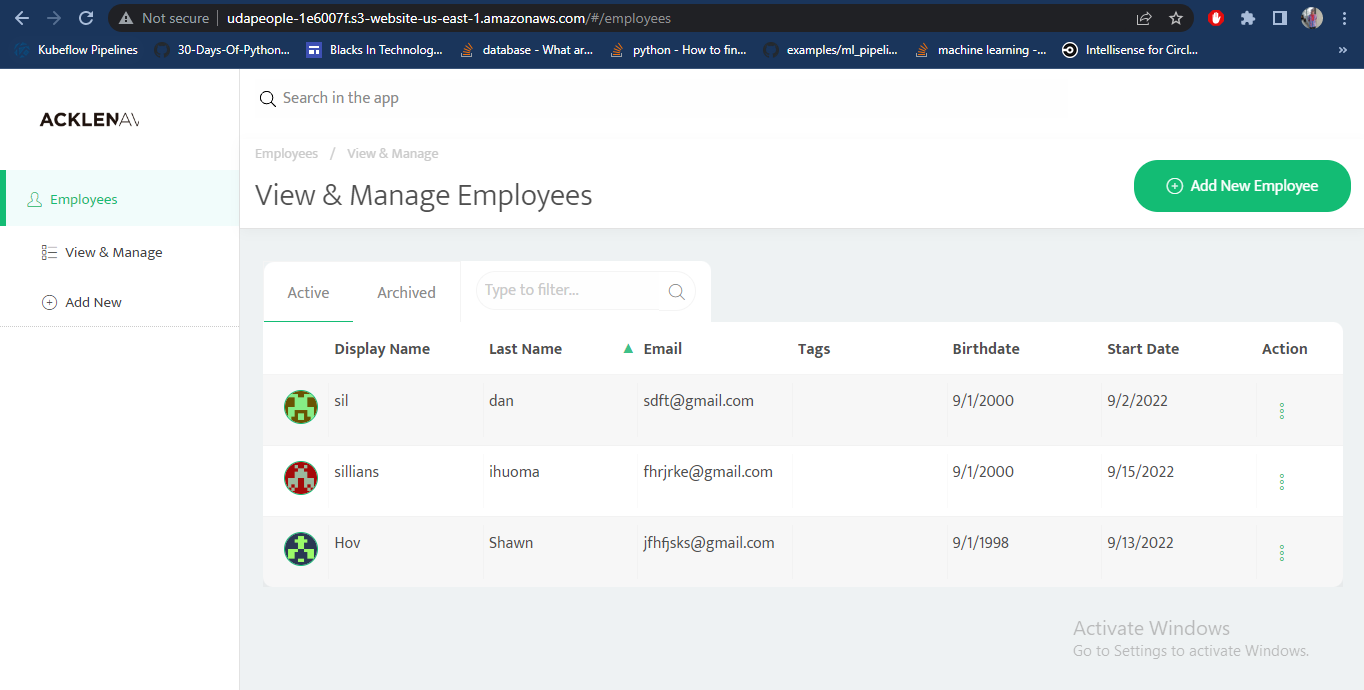 Not secure | udapeople-1e6007f.s3-website-us-east-1.amazonaws.com/#/employees
Kubeflow Pipelines 30-Days-Of-Python... Blacks In Technolog... database - What ar... python - How to fin... examples/ml_pipeli... machine learning -... Intellisense for Circl... »
ACKLENAV
Search in the app
Employees / View & Manage
View & Manage Employees
Add New Employee
Employees
View & Manage
Add New
Active Archived Type to filter...
Display Name Last Name Email Tags Birthdate Start Date Action
sil dan sdft@gmail.com 9/1/2000 9/2/2022
sillians ihuoma fhrjrke@gmail.com 9/1/2000 9/15/2022
Hov Shawn jfhfjsks@gmail.com 9/1/1998 9/13/2022
Activate Windows
Go to Settings to activate Windows.